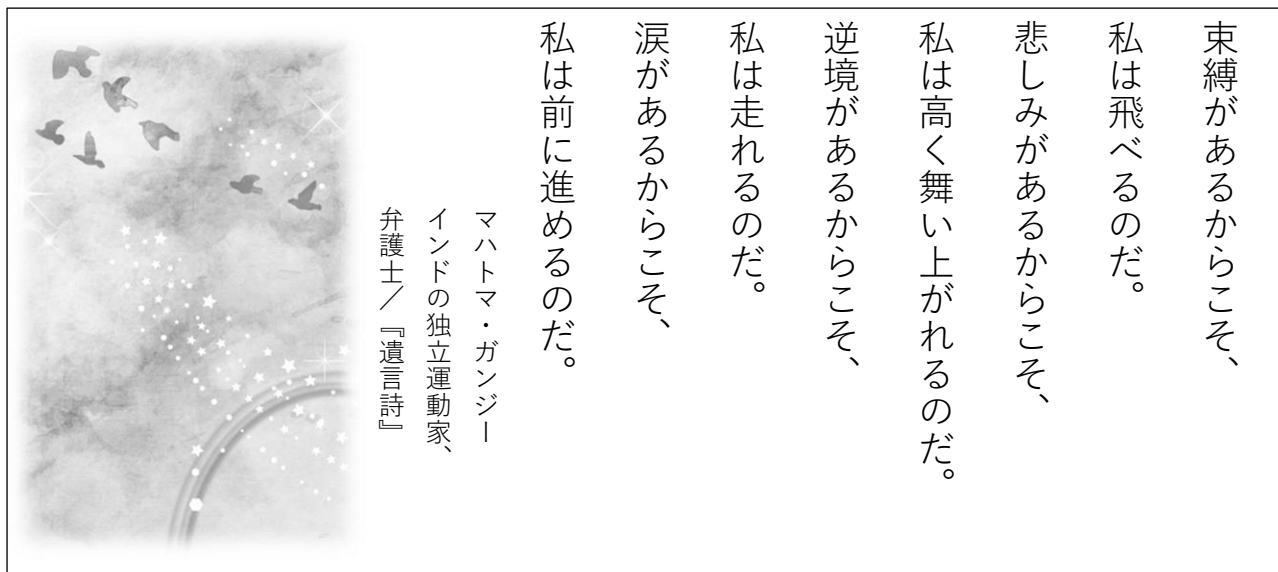 束縛があるからこそ、
私は飛べるのだ。
悲しみがあるからこそ、
私は高く舞い上がれるのだ。
逆境があるからこそ、
私は走れるのだ。
涙があるからこそ、
私は前に進めるのだ。
マハトマ・ガンジー
インドの独立運動家、
弁護士／『遺言詩』